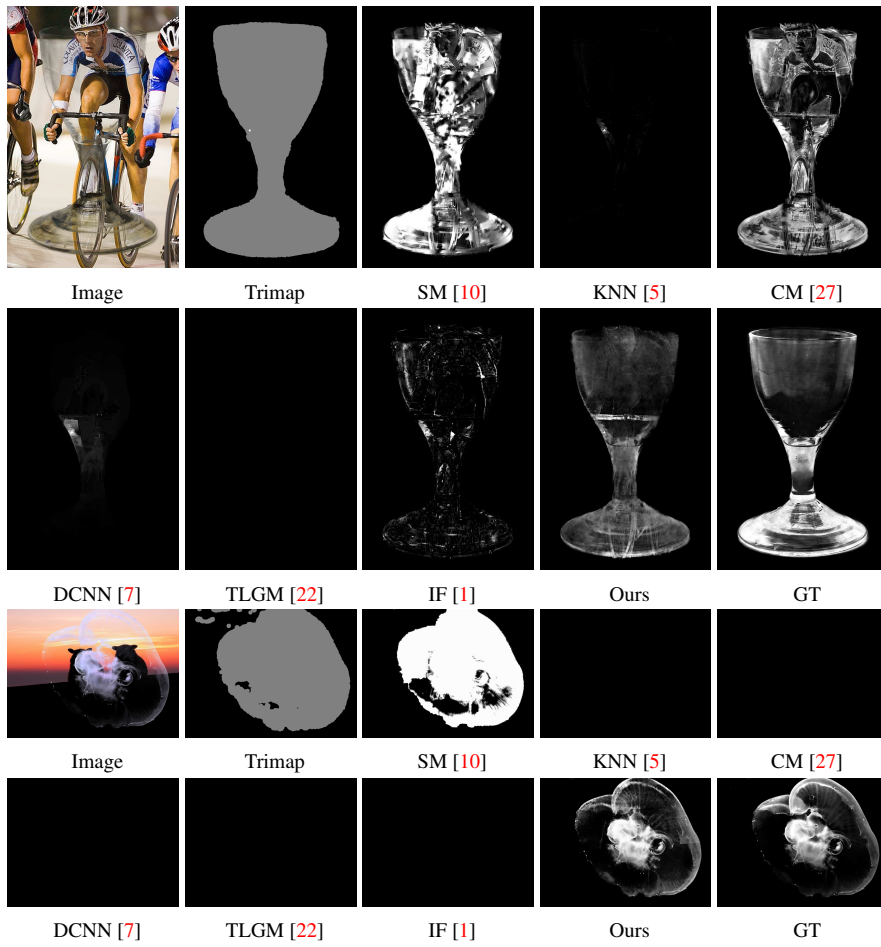 Image Trimap SM [10] KNN [5] CM [27]
DCNN [7] TLGM [22] IF [1] Ours GT
Image Trimap SM [10] KNN [5] CM [27]
DCNN [7] TLGM [22] IF [1] Ours GT